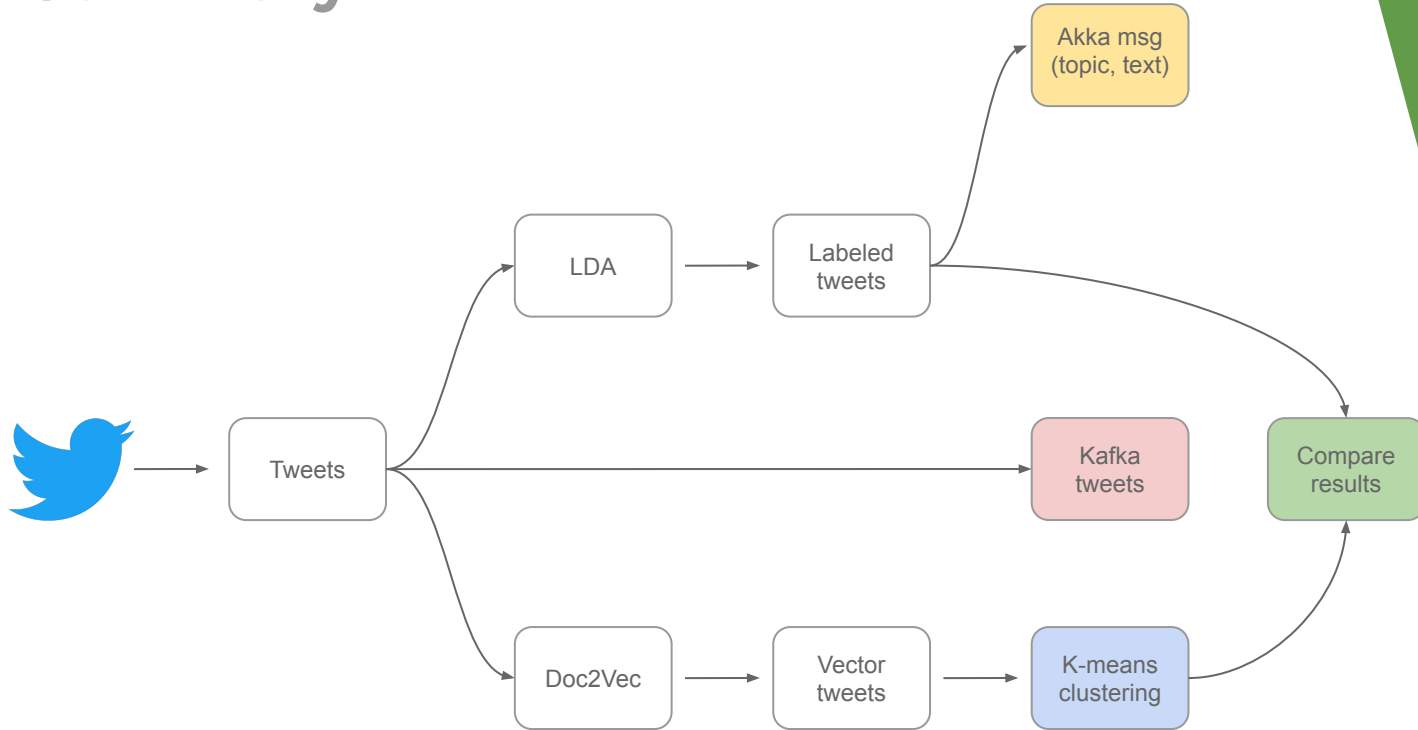 Akka msg
(topic, text)
LDA
Labeled
tweets
Tweets
Kafka
tweets
Compare
results
Doc2Vec
Vector
tweets
K-means
clustering